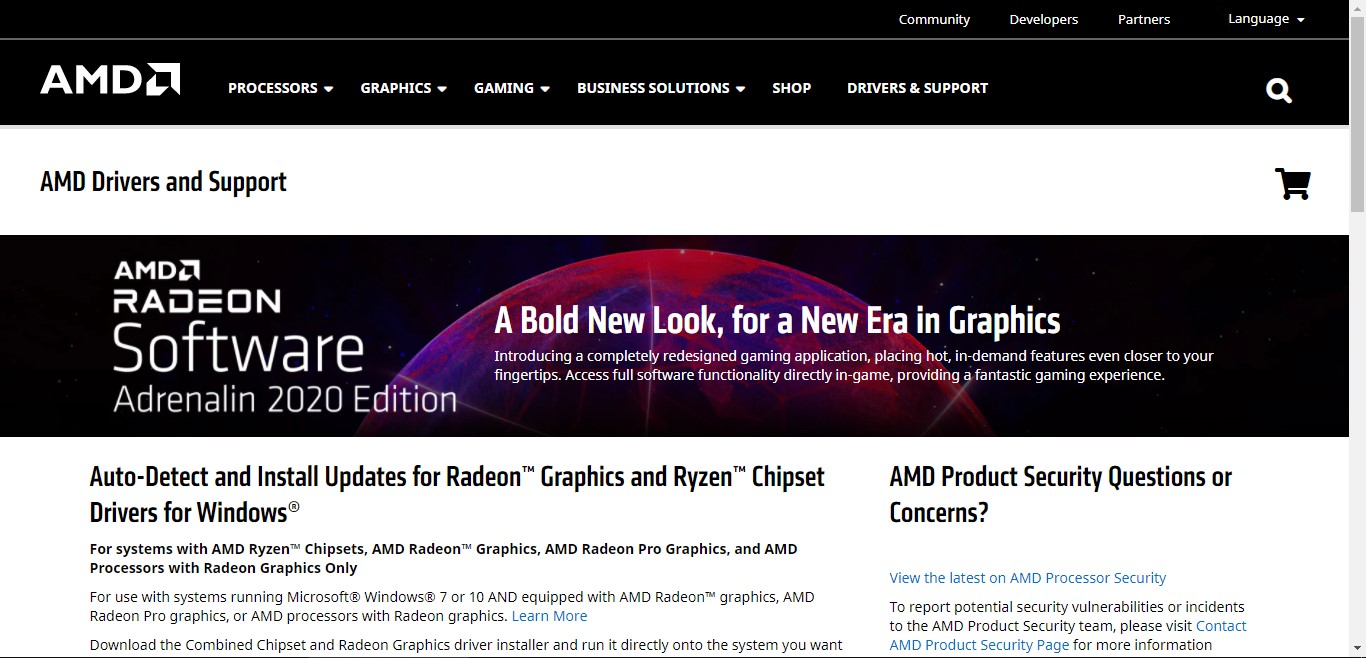 Community Developers Partners Language
AMD PROCESSORS GRAPHICS GAMING BUSINESS SOLUTIONS SHOP DRIVERS & SUPPORT
AMD Drivers and Support
AMD
RADEON
Software
Adrenalin 2020 Edition
A Bold New Look, for a New Era in Graphics
Introducing a completely redesigned gaming application, placing hot, in-demand features even closer to your
fingertips. Access full software functionality directly in-game, providing a fantastic gaming experience.
Auto-Detect and Install Updates for Radeon™ Graphics and Ryzen™ Chipset
Drivers for Windows®
For systems with AMD Ryzen™ Chipsets, AMD Radeon™ Graphics, AMD Radeon Pro Graphics, and AMD
Processors with Radeon Graphics Only
For use with systems running Microsoft® Windows® 7 or 10 AND equipped with AMD Radeon™ graphics, AMD
Radeon Pro graphics, or AMD processors with Radeon graphics. Learn More
Download the Combined Chipset and Radeon Graphics driver installer and run it directly onto the system you want
AMD Product Security Questions or
Concerns?
View the latest on AMD Processor Security
To report potential security vulnerabilities or incidents
to the AMD Product Security team, please visit Contact
AMD Product Security Page for more information